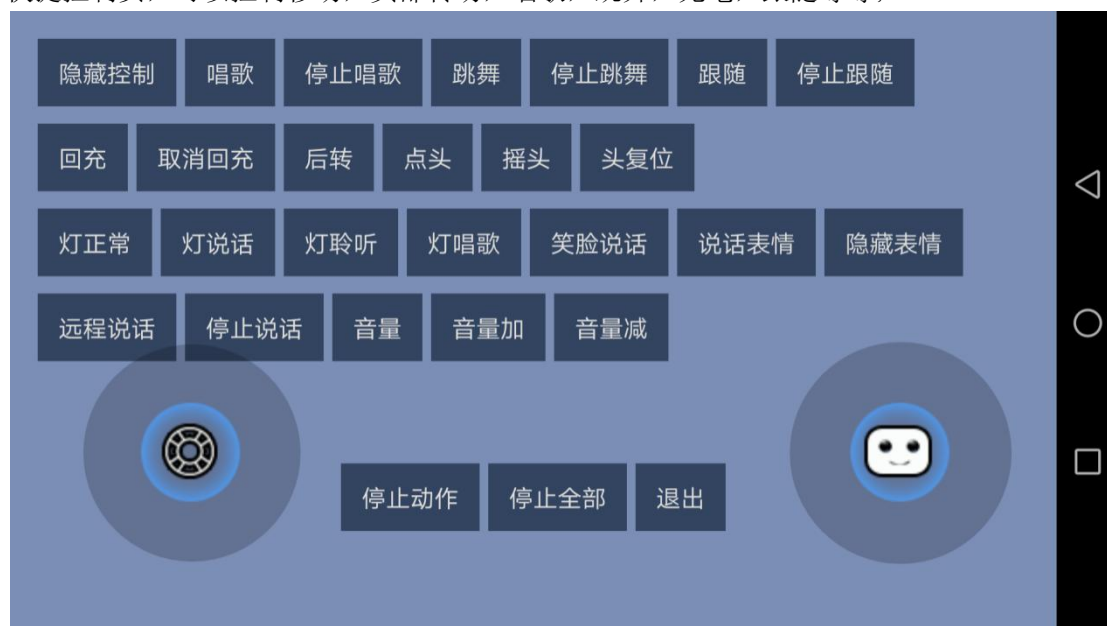 隐藏控制 唱歌 停止唱歌 跳舞 停止跳舞 跟随 停止跟随
回充 取消回充 后转 点头 摇头 头复位
灯正常 灯说话 灯聆听 灯唱歌 笑脸说话 说话表情 隐藏表情
远程说话 停止说话 音量 音量加 音量减
停止动作 停止全部 退出